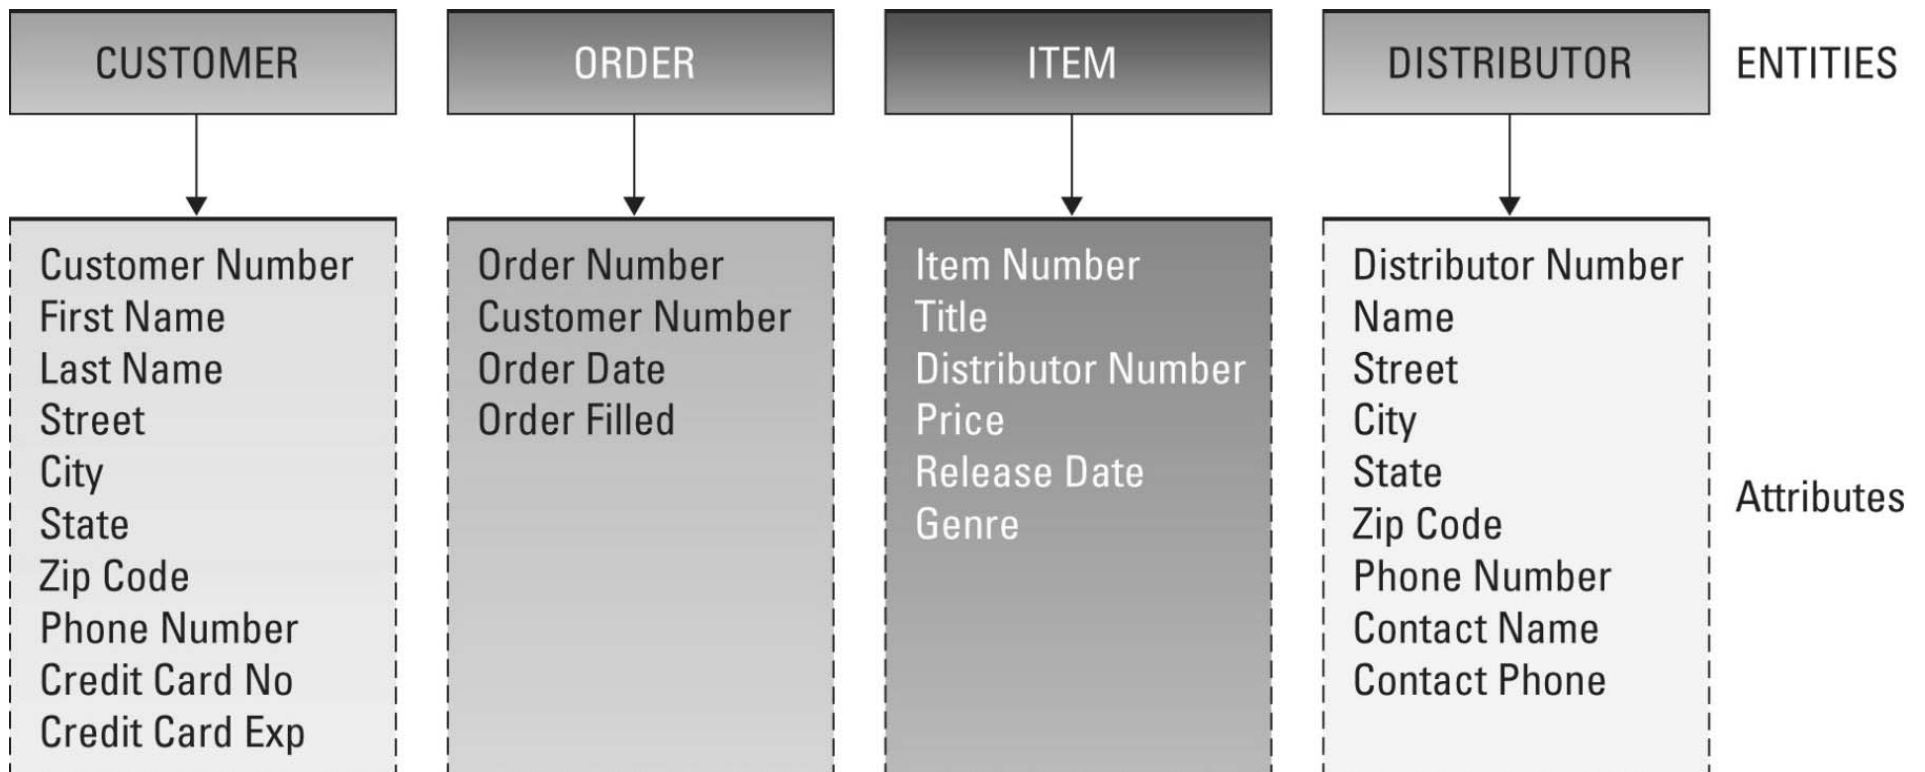 CUSTOMER
ORDER
ITEM
DISTRIBUTOR
ENTITIES
Customer Number
First Name
Last Name
Street
City
State
Zip Code
Phone Number
Credit Card No
Credit Card Exp
Order Number
Customer Number
Order Date
Order Filled
Item Number
Title
Distributor Number
Price
Release Date
Genre
Distributor Number
Name
Street
City
State
Zip Code
Phone Number
Contact Name
Contact Phone
Attributes